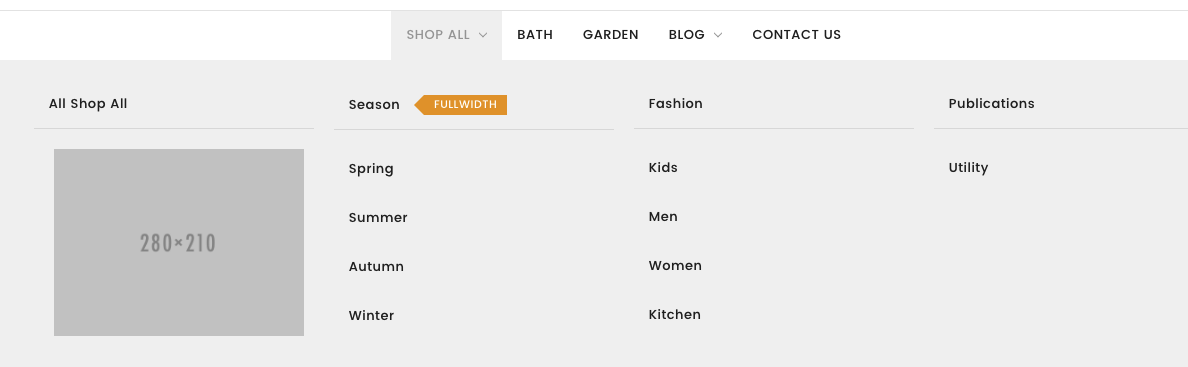 SHOP ALL BATH GARDEN BLOG CONTACT US
All Shop All
280×210
Season FULLWIDTH
Spring
Summer
Autumn
Winter
Fashion
Kids
Men
Women
Kitchen
Publications
Utility